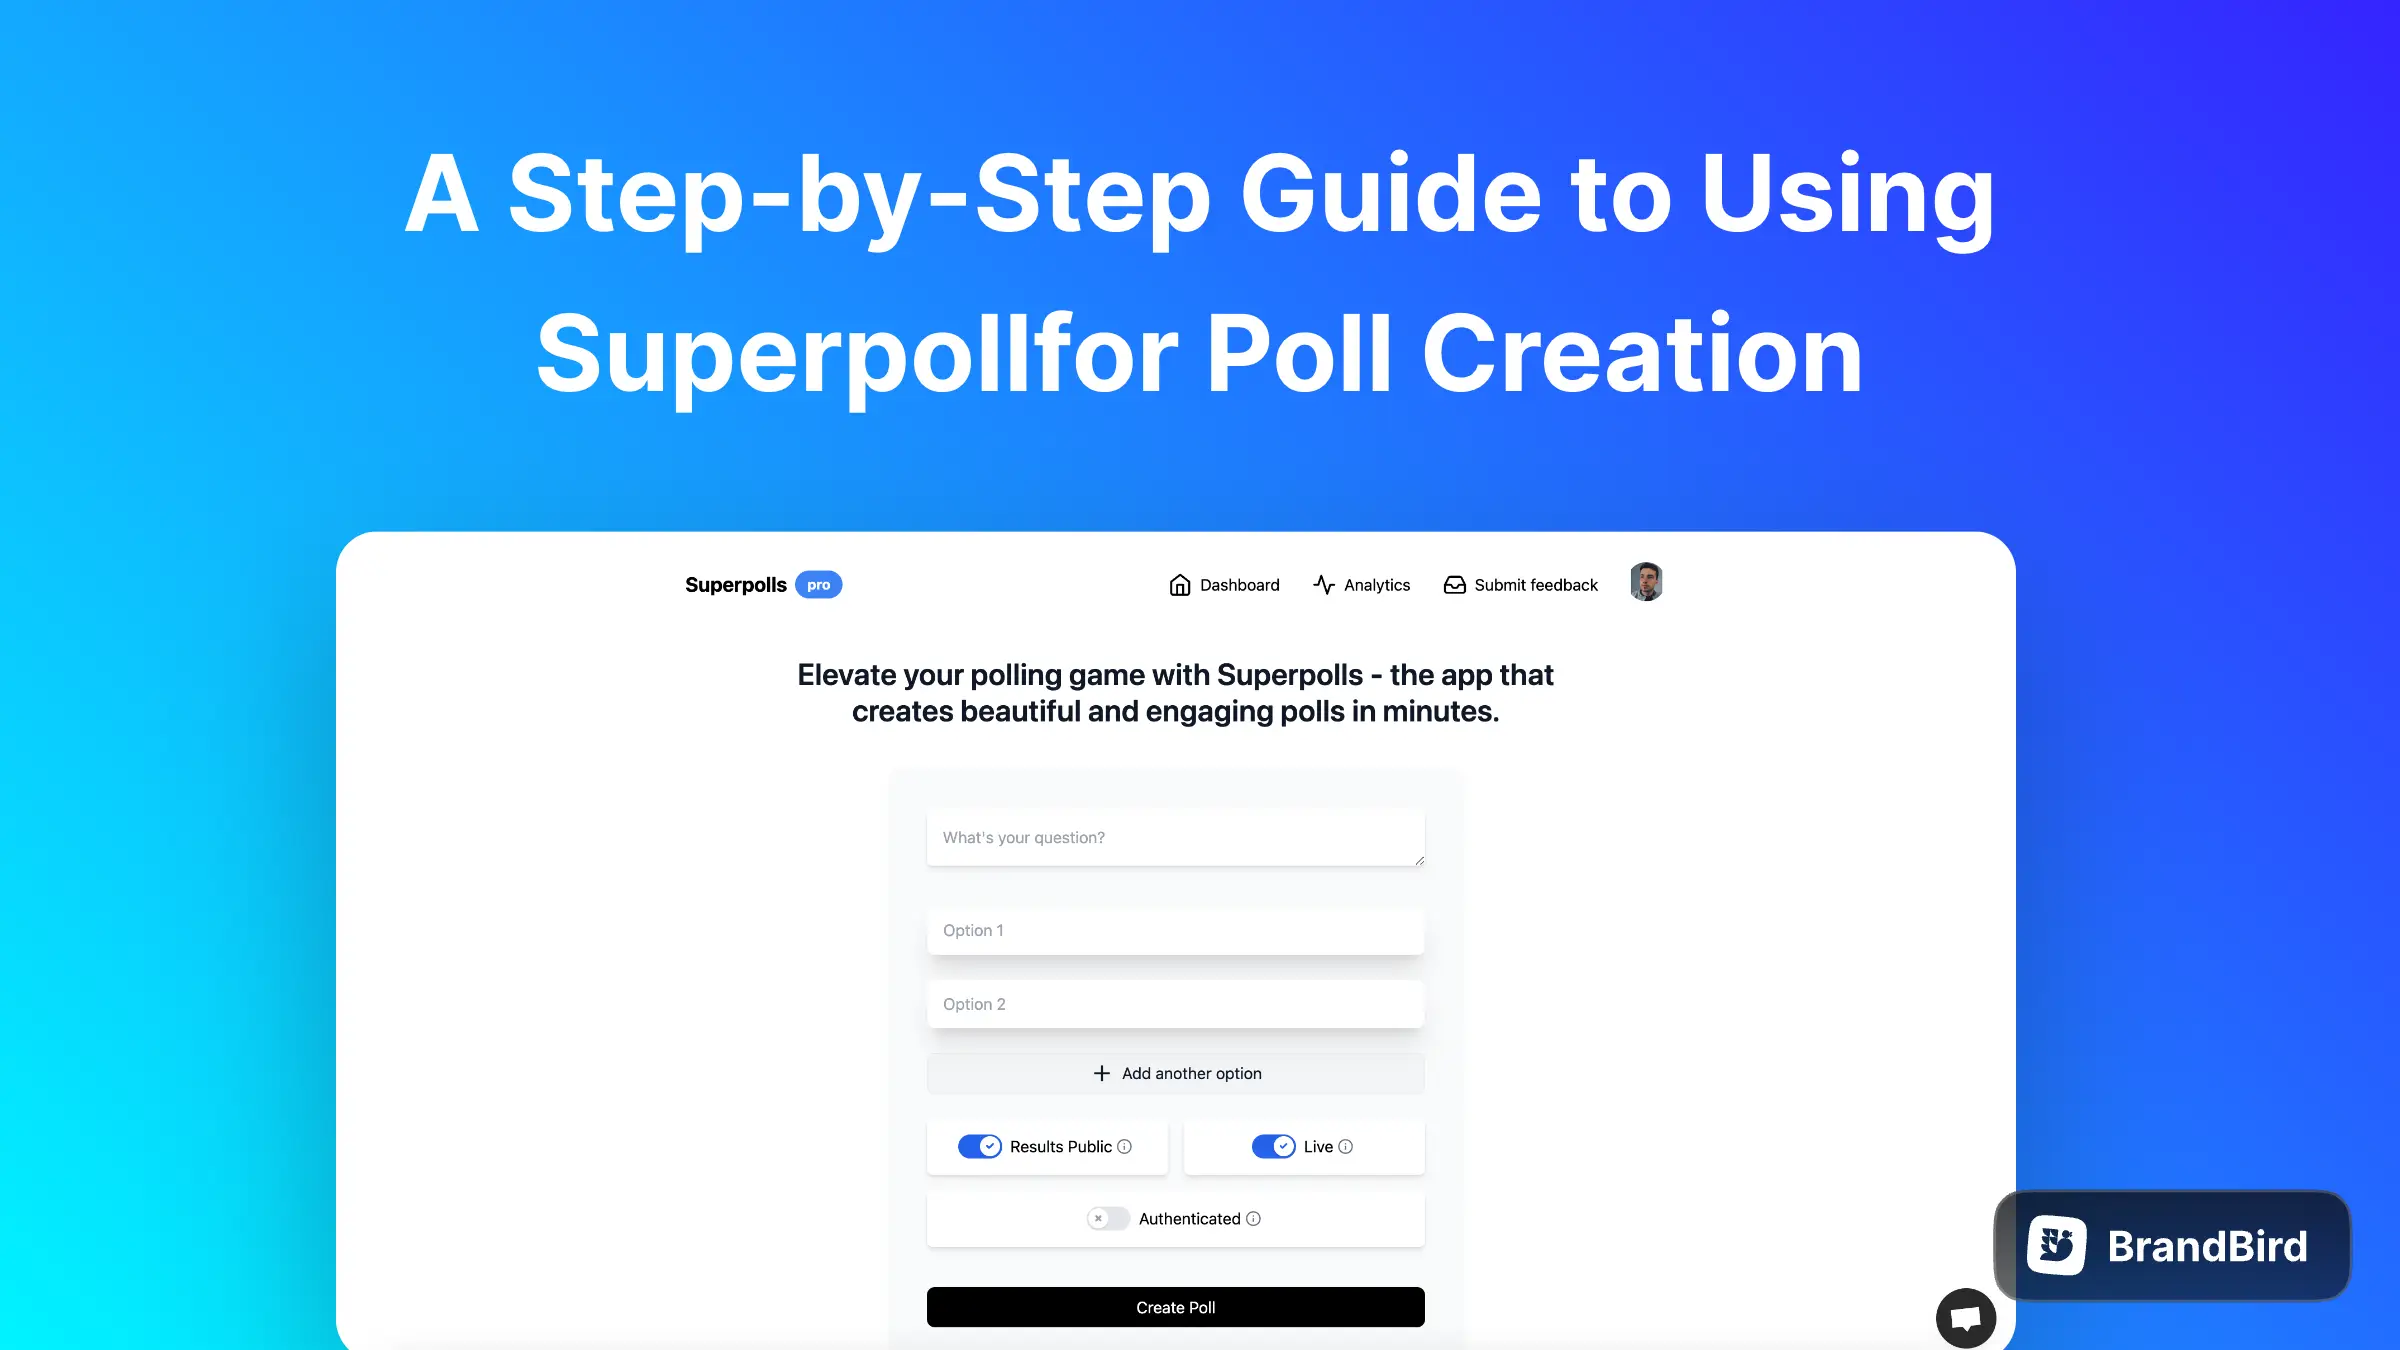 A Step-by-Step Guide to Using
Superpollfor Poll Creation
Superpolls pro
Dashboard Analytics Submit feedback
Elevate your polling game with Superpolls - the app that
creates beautiful and engaging polls in minutes.
What's your question?
Option 1
Option 2
Add another option
Results Public Live
Authenticated
Create Poll
BrandBird